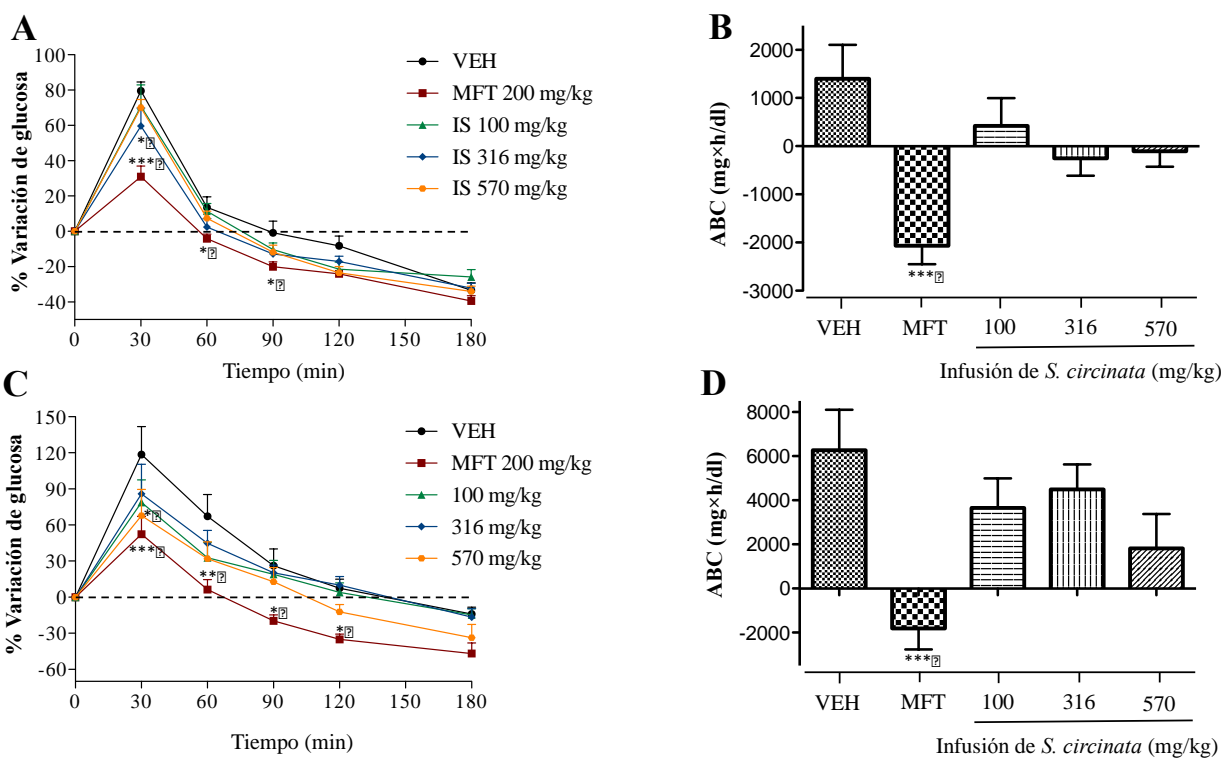 A
% Variación de glucosa
100
80
60
40
20
0
-20
-40
0 30 60 90 120 150 180
Tiempo (min)
VEH
MFT 200 mg/kg
IS 100 mg/kg
IS 316 mg/kg
IS 570 mg/kg
*
***
*
*
B
ABC (mg×h/dl)
2000
1000
0
-1000
-2000
-3000
***
VEH MFT 100 316 570
Infusión de S. circinata (mg/kg)
C
% Variación de glucosa
150
120
90
60
30
0
-30
-60
0 30 60 90 120 150 180
Tiempo (min)
VEH
MFT 200 mg/kg
100 mg/kg
316 mg/kg
570 mg/kg
*
***
**
*
*
D
ABC (mg×h/dl)
8000
6000
4000
2000
0
-2000
***
VEH MFT 100 316 570
Infusión de S. circinata (mg/kg)